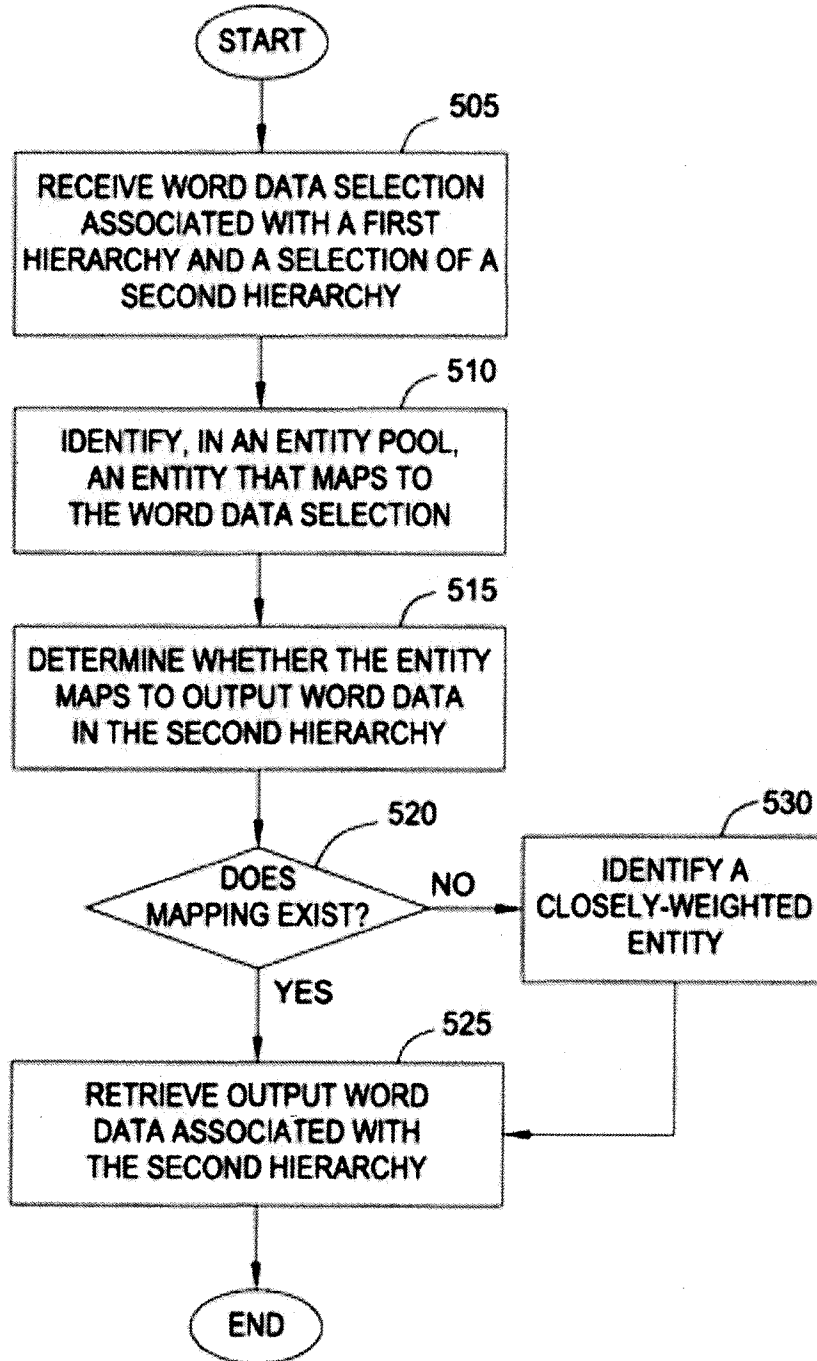 START
505
RECEIVE WORD DATA SELECTION
ASSOCIATED WITH A FIRST
HIERARCHY AND A SELECTION OF A
SECOND HIERARCHY
510
IDENTIFY, IN AN ENTITY POOL,
AN ENTITY THAT MAPS TO
THE WORD DATA SELECTION
515
DETERMINE WHETHER THE ENTITY
MAPS TO OUTPUT WORD DATA
IN THE SECOND HIERARCHY
520
DOES
MAPPING EXIST?
NO
530
IDENTIFY A
CLOSELY-WEIGHTED
ENTITY
YES
525
RETRIEVE OUTPUT WORD
DATA ASSOCIATED WITH
THE SECOND HIERARCHY
END